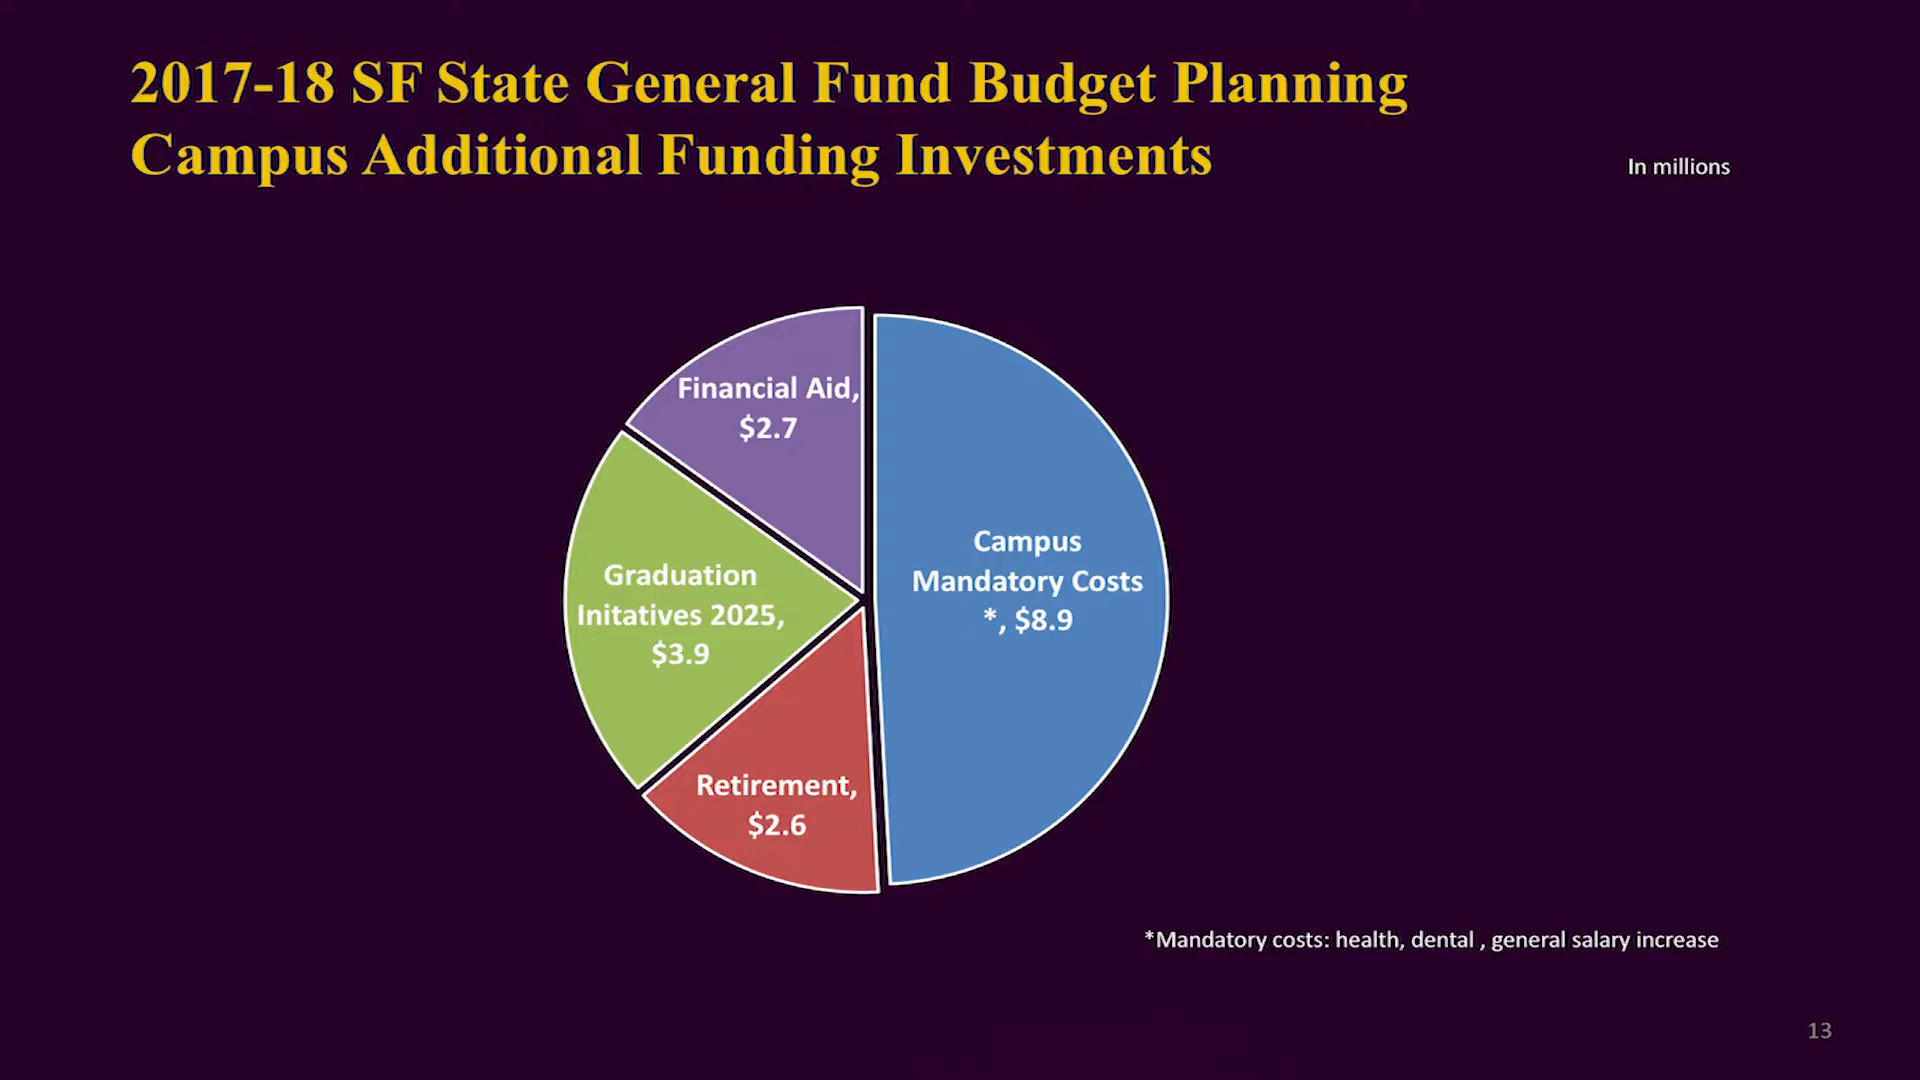 2017-18 SF State General Fund Budget Planning
Campus Additional Funding Investments
In millions
Financial Aid,
$2.7
Campus
Mandatory Costs
*, $8.9
Graduation
Initatives 2025,
$3.9
Retirement,
$2.6
*Mandatory costs: health, dental , general salary increase
13